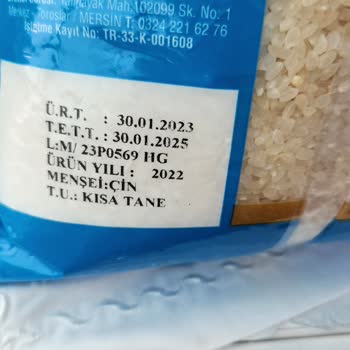 Mah. 102099 Sk. No: 1
Toroslar / MERSİN T: 0324 221 62 76
İşletme Kayıt No: TR-33-K-001608
Ü.R.T. : 30.01.2023
T.E.T.T. : 30.01.2025
L:M/ 23P0569 HG
ÜRÜN YILI : 2022
MENŞEİ:ÇİN
T.U.: KISA TANE